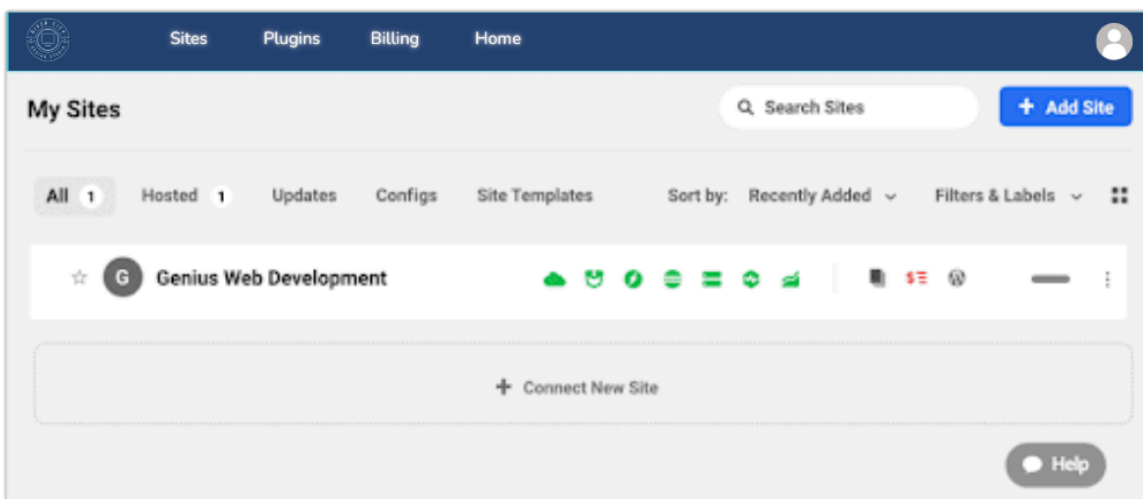 Sites Plugins Billing Home
My Sites
Search Sites
+ Add Site
All 1 Hosted 1 Updates Configs Site Templates Sort by: Recently Added Filters & Labels
G Genius Web Development
+ Connect New Site
Help